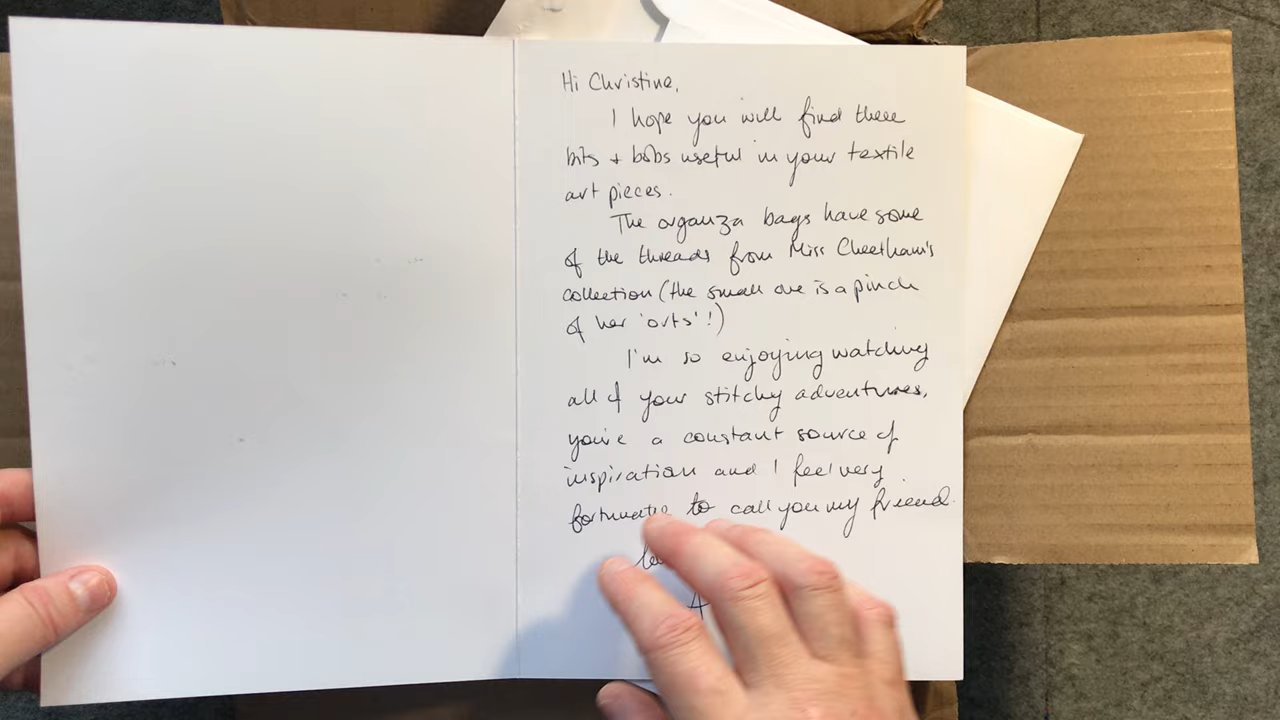 Hi Christine,
I hope you will find these
bits + bobs useful in your textile
art pieces.
The organza bags have some
of the threads from Miss Cheetham's
collection (the small one is a pinch
of her 'orts'!)
I'm so enjoying watching
all of your stitchy adventures,
you're a constant source of
inspiration and I feel very
fortunate to call you my friend.